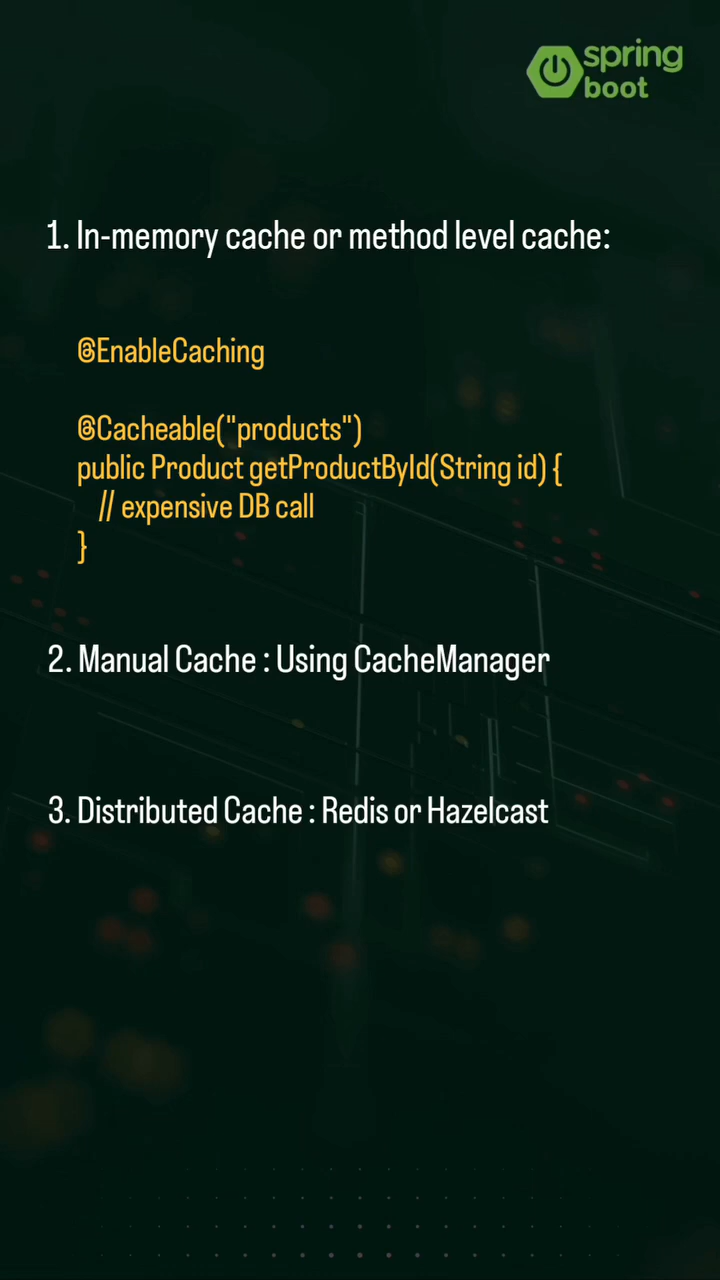 spring
boot
1. In-memory cache or method level cache:
@EnableCaching
@Cacheable("products")
public Product getProductById(String id) {
// expensive DB call
}
2. Manual Cache : Using CacheManager
3. Distributed Cache : Redis or Hazelcast